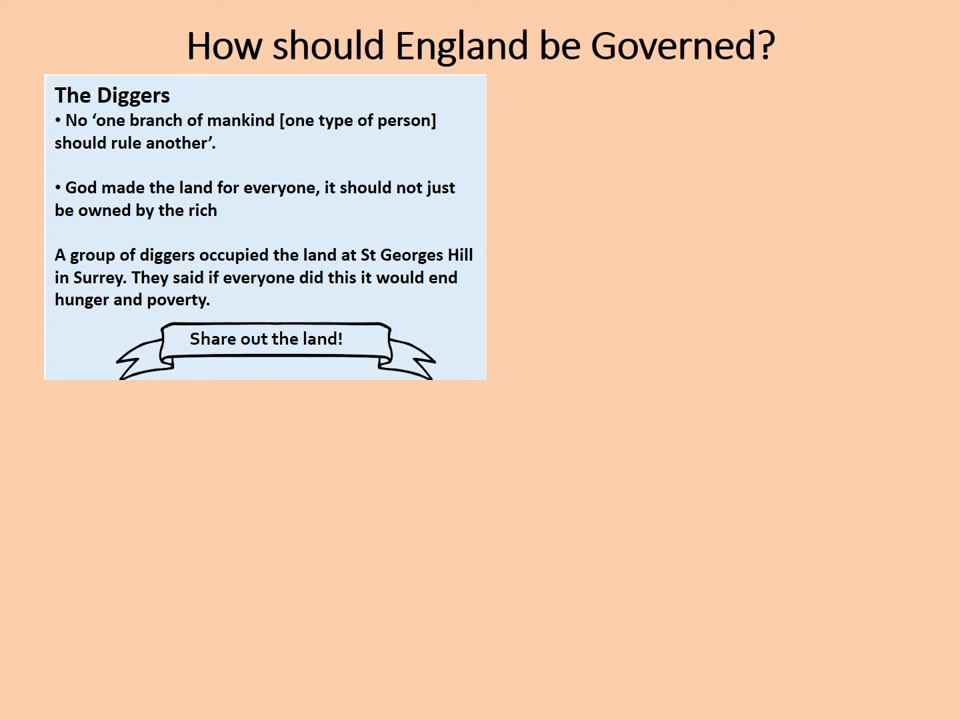 How should England be Governed?
The Diggers
• No ‘one branch of mankind [one type of person]
should rule another’.
• God made the land for everyone, it should not just
be owned by the rich
A group of diggers occupied the land at St Georges Hill
in Surrey. They said if everyone did this it would end
hunger and poverty.
Share out the land!